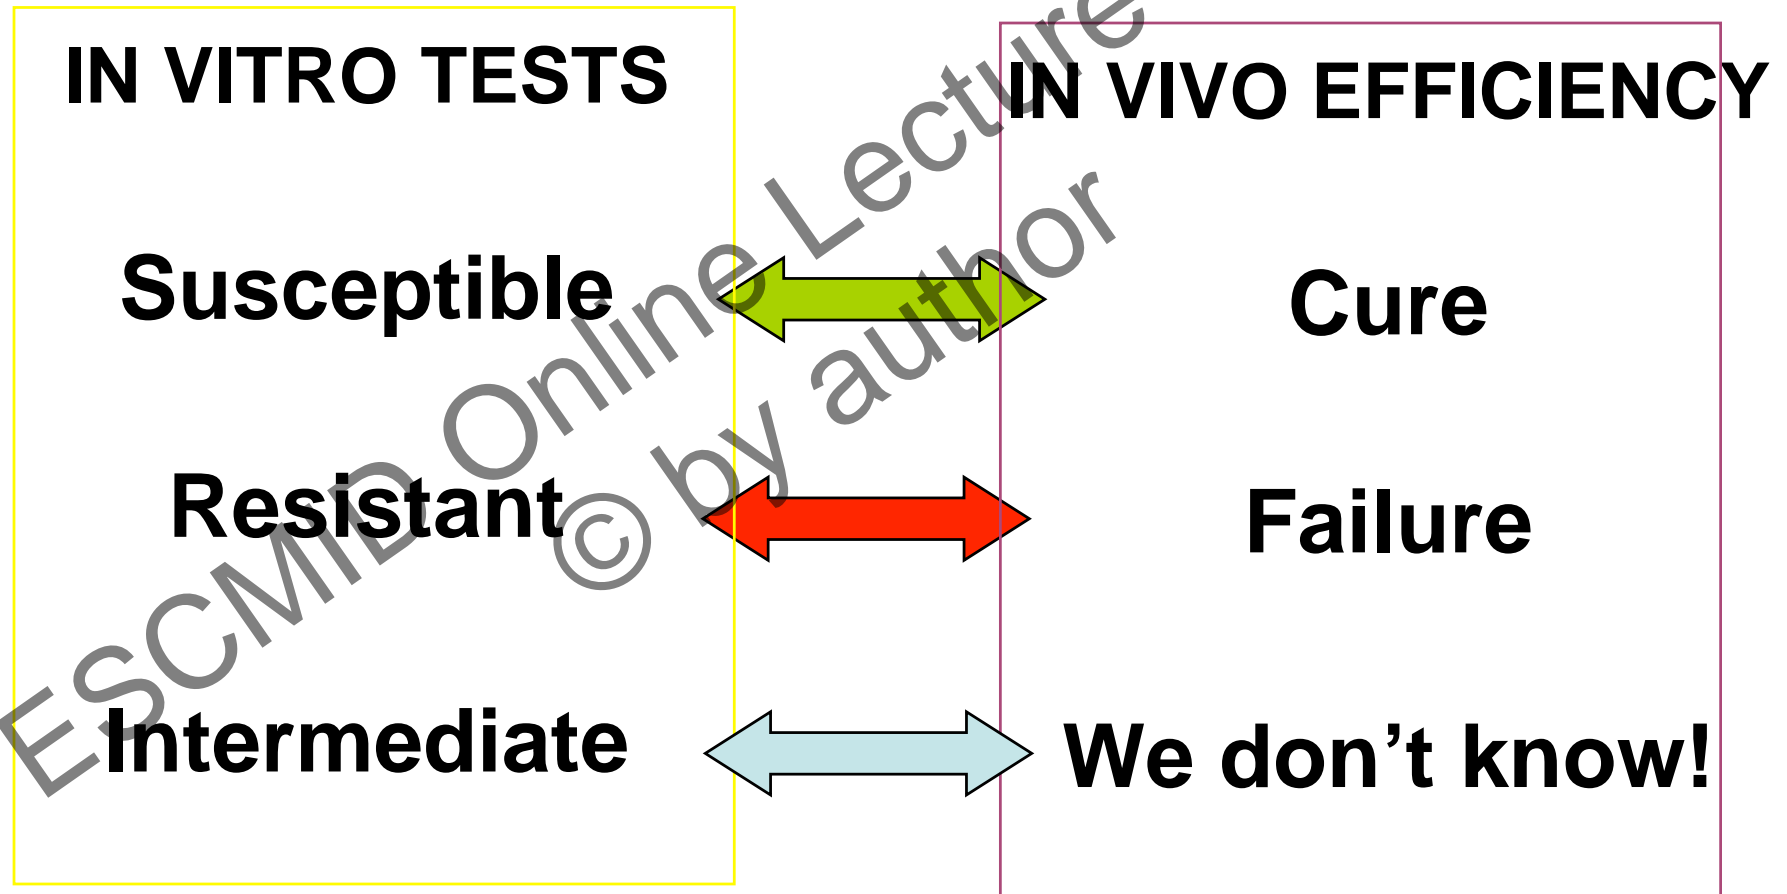 IN VITRO TESTS
Susceptible
Resistant
Intermediate
IN VIVO EFFICIENCY
Cure
Failure
We don’t know!
ESCMID Online Lecture
© by author